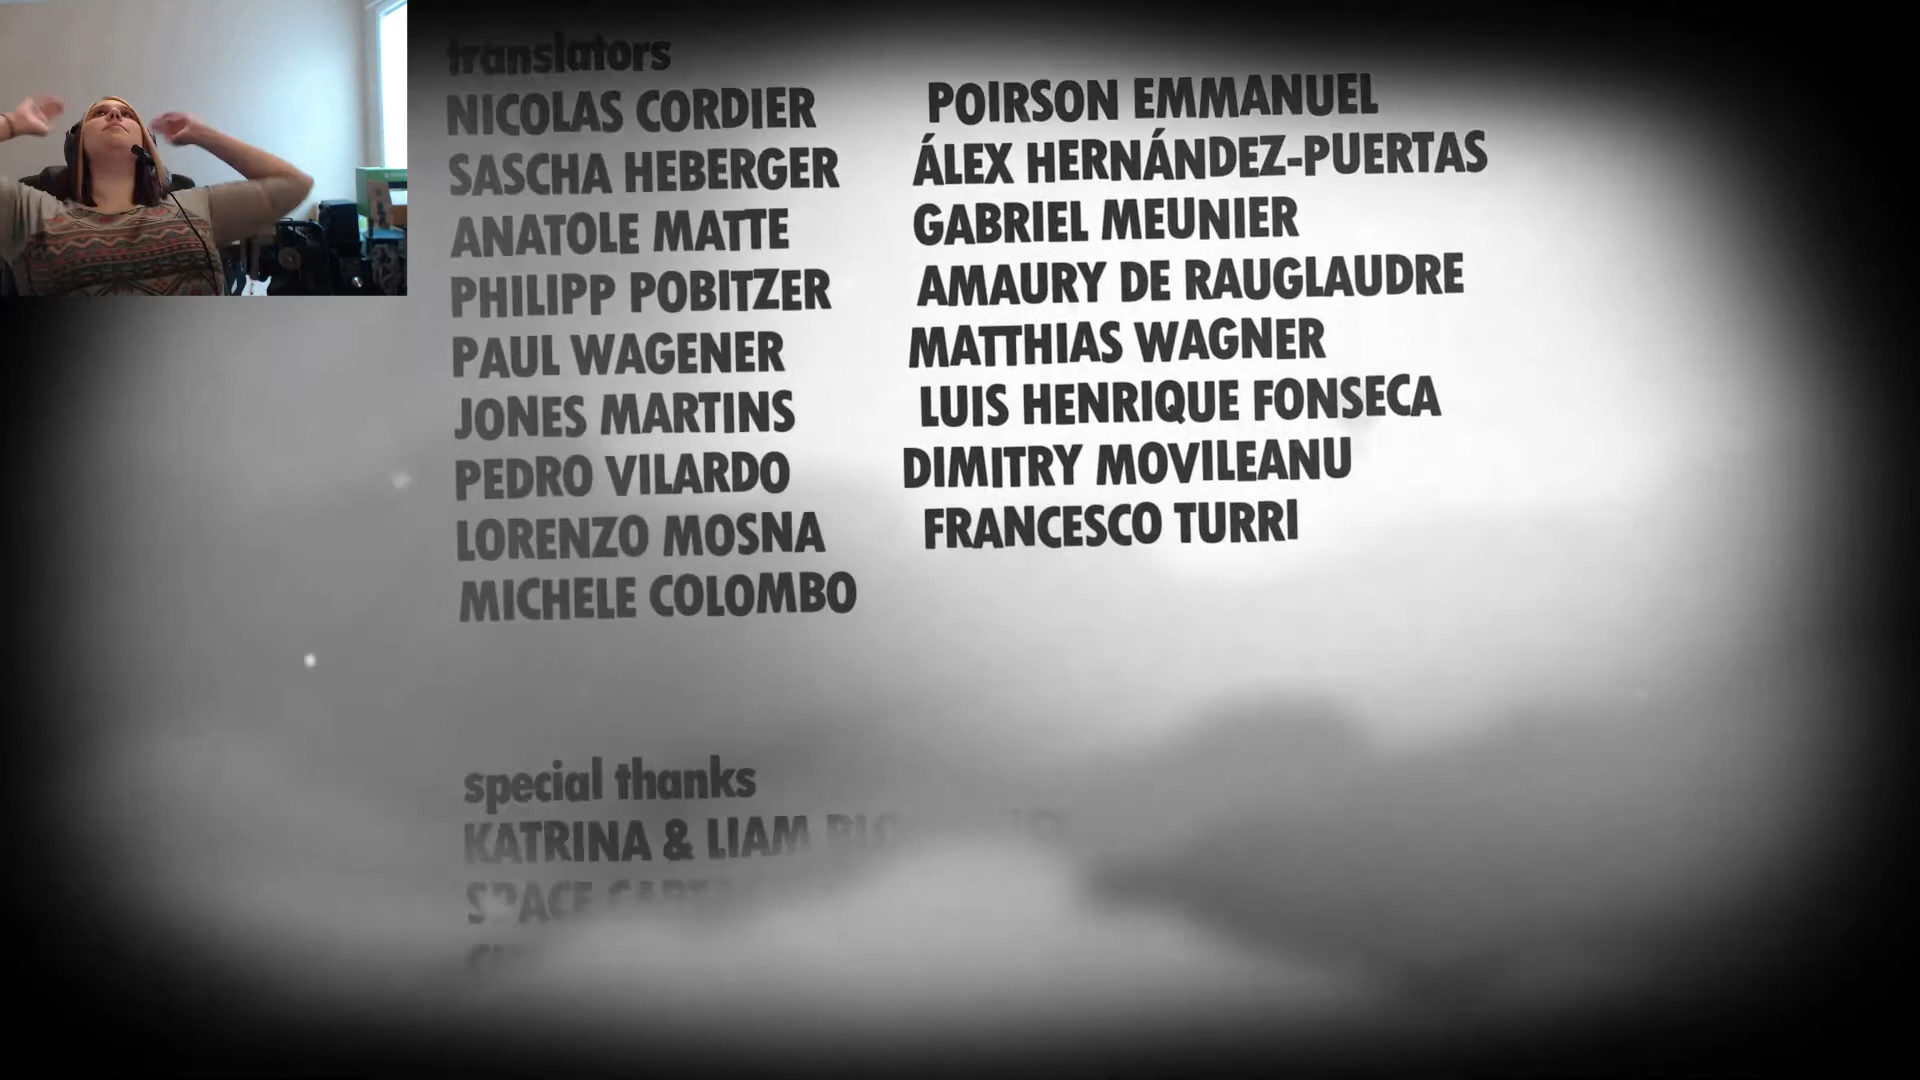 translators
NICOLAS CORDIER
SASCHA HEBERGER
ANATOLE MATTE
PHILIPP POBITZER
PAUL WAGENER
JONES MARTINS
PEDRO VILARDO
LORENZO MOSNA
MICHELE COLOMBO
POIRSON EMMANUEL
ÁLEX HERNÁNDEZ-PUERTAS
GABRIEL MEUNIER
AMAURY DE RAUGLAUDRE
MATTHIAS WAGNER
LUIS HENRIQUE FONSECA
DIMITRY MOVILEANU
FRANCESCO TURRI
special thanks
KATRINA & LIAM
SPACE